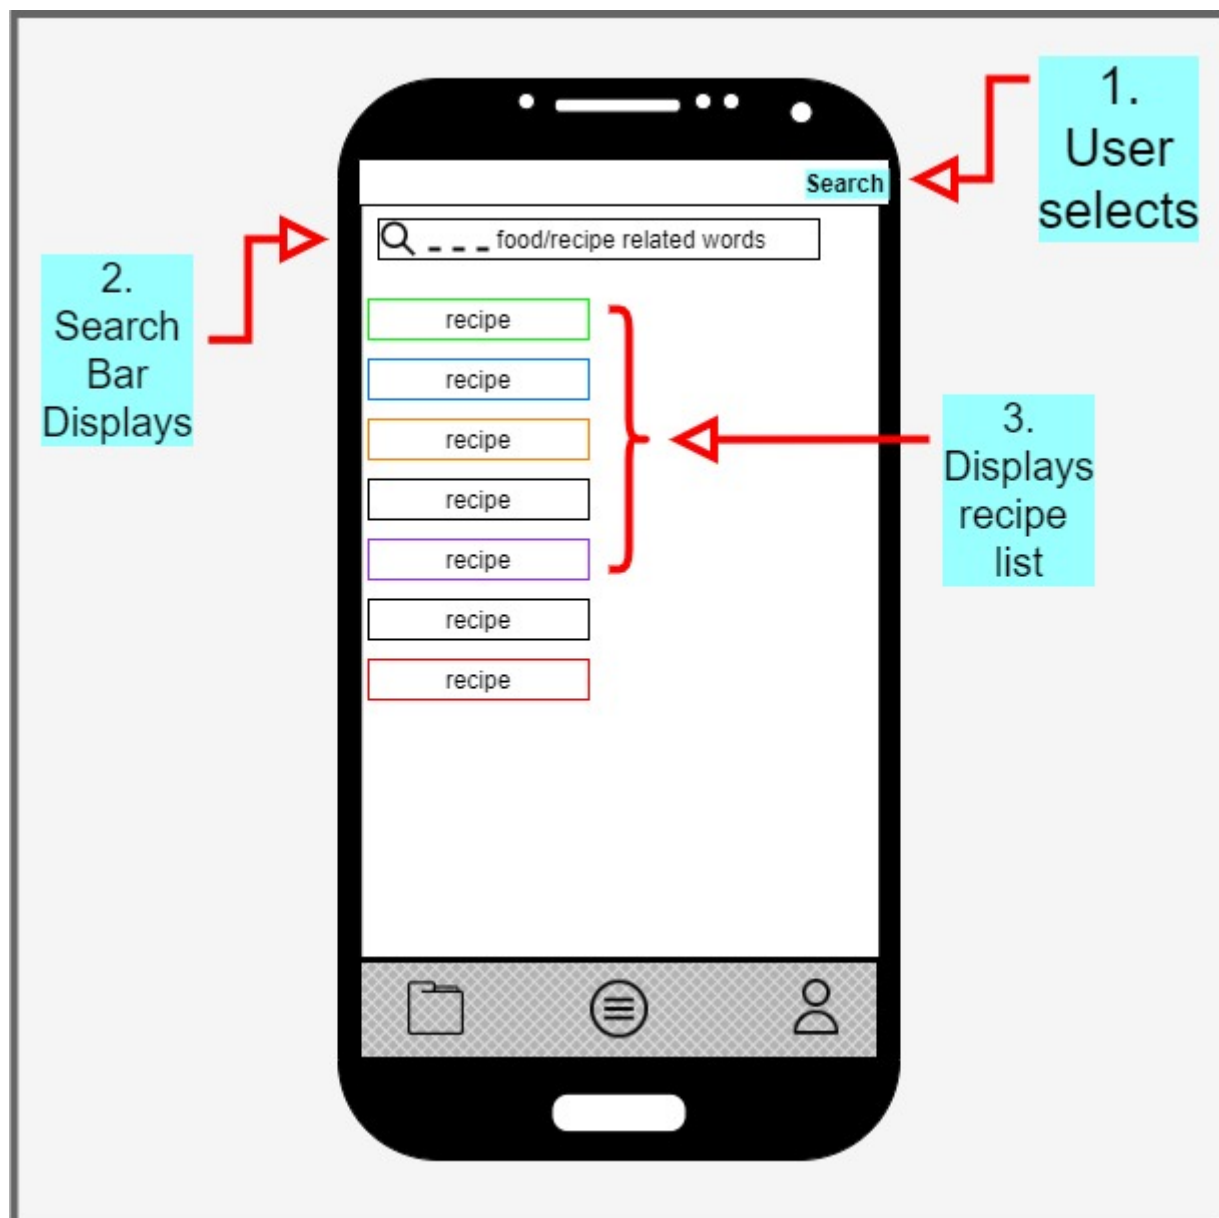 1.
User
selects
Search
2.
Search
Bar
Displays
_ _ _ food/recipe related words
recipe
recipe
recipe
recipe
recipe
recipe
recipe
3.
Displays
recipe
list